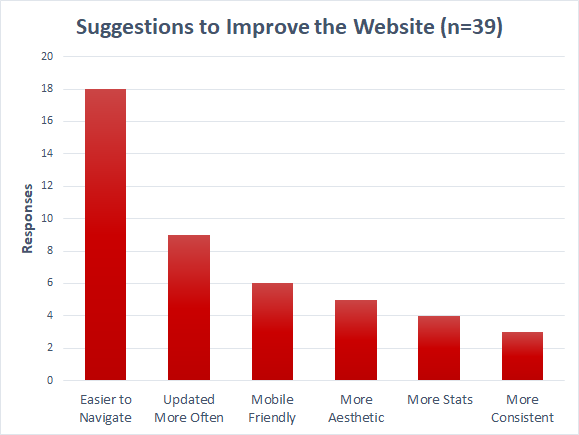 Suggestions to Improve the Website (n=39)
20
18
16
14
12
10
8
6
4
2
0
Responses
Easier to
Navigate
Updated
More Often
Mobile
Friendly
More
Aesthetic
More Stats
More
Consistent